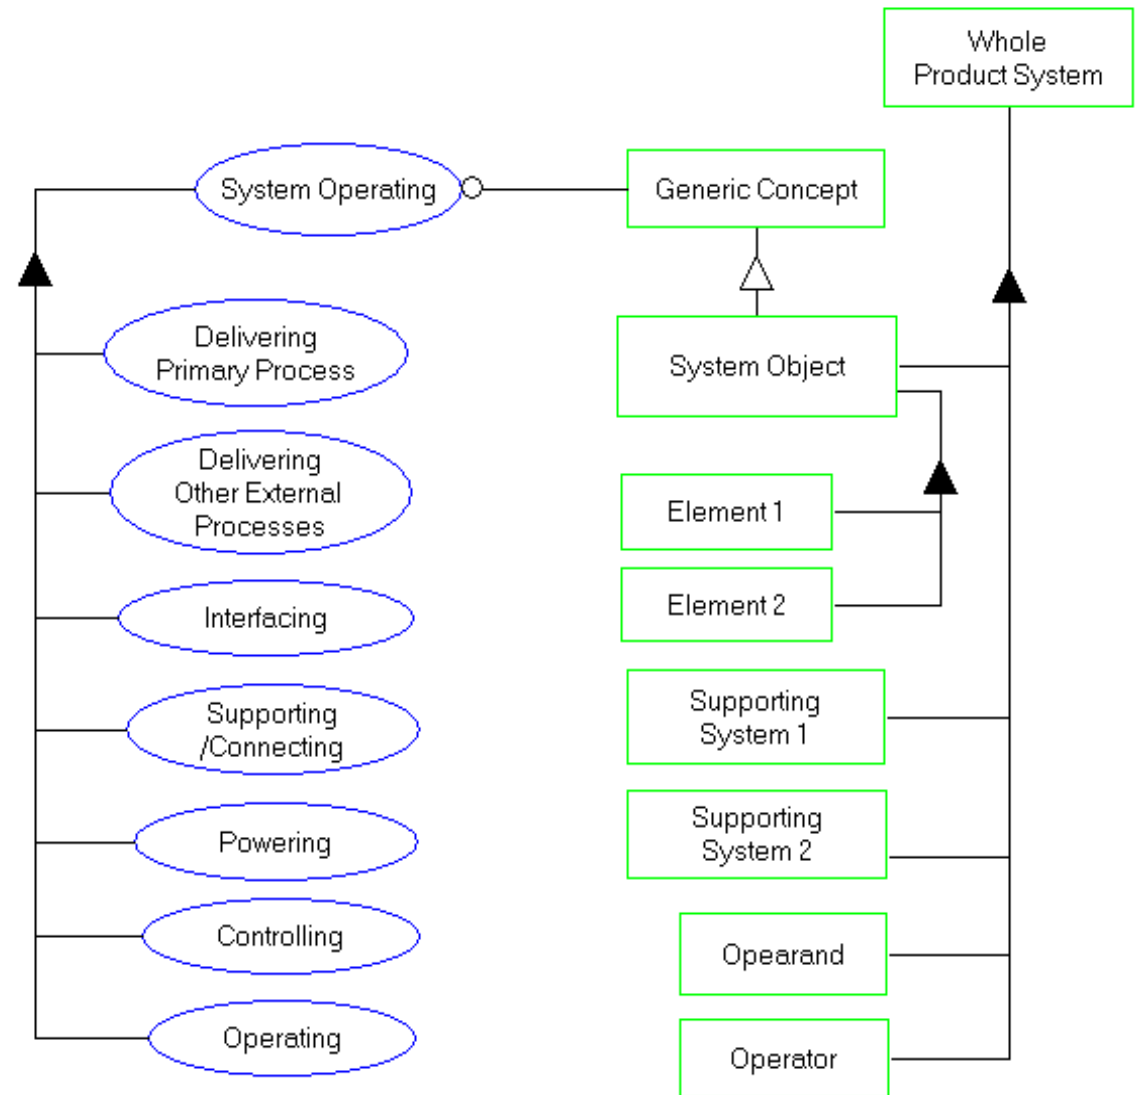 Whole
Product System
System Operating
Generic Concept
Delivering
Primary Process
System Object
Delivering
Other External
Processes
Element 1
Element 2
Interfacing
Supporting
/Connecting
Supporting
System 1
Powering
Supporting
System 2
Controlling
Opearand
Operating
Operator